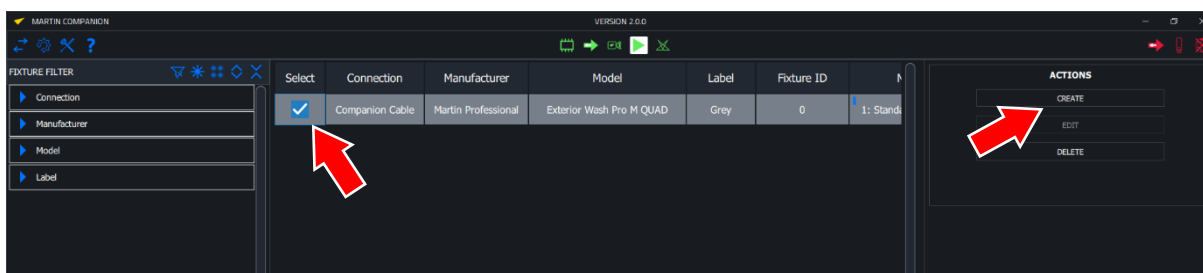 MARTIN COMPANION
VERSION 2.0.0
?
FIXTURE FILTER
Connection
Manufacturer
Model
Label
Select Connection Manufacturer Model Label Fixture ID
Companion Cable Martin Professional Exterior Wash Pro M QUAD Grey 0 1: Standa
ACTIONS
CREATE
EDIT
DELETE